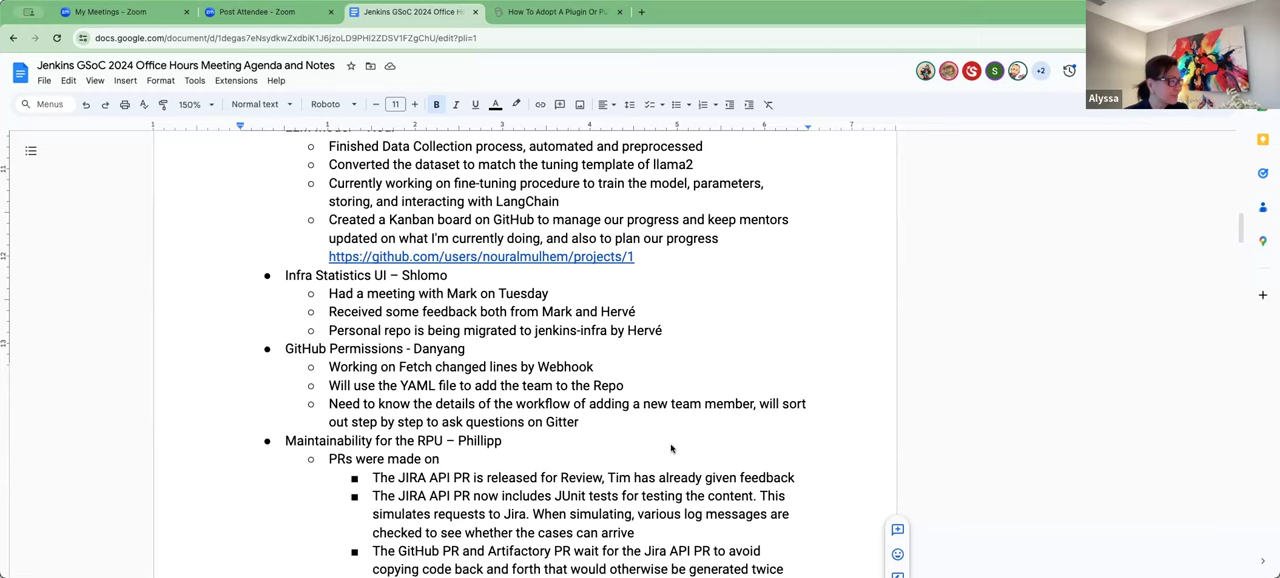 My Meetings - Zoom
Post Attendee - Zoom
Jenkins GSoC 2024 Office Ho
How To Adopt A Plugin Or Pu
docs.google.com/document/d/1degas7eNsydkwZxdbiK1J6jzoLD9PHl2ZDSV1FZgChU/edit?pli=1
Jenkins GSoC 2024 Office Hours Meeting Agenda and Notes
File Edit View Insert Format Tools Extensions Help
+2
Alyssa
Menus 150% Normal text Roboto 11 B I U A
1 1 2 3 4 5 6 7
Finished Data Collection process, automated and preprocessed
Converted the dataset to match the tuning template of llama2
Currently working on fine-tuning procedure to train the model, parameters,
storing, and interacting with LangChain
Created a Kanban board on GitHub to manage our progress and keep mentors
updated on what I'm currently doing, and also to plan our progress
https://github.com/users/nouralmulhem/projects/1
Infra Statistics UI – Shlomo
Had a meeting with Mark on Tuesday
Received some feedback both from Mark and Hervé
Personal repo is being migrated to jenkins-infra by Hervé
GitHub Permissions - Danyang
Working on Fetch changed lines by Webhook
Will use the YAML file to add the team to the Repo
Need to know the details of the workflow of adding a new team member, will sort
out step by step to ask questions on Gitter
Maintainability for the RPU – Phillipp
PRs were made on
The JIRA API PR is released for Review, Tim has already given feedback
The JIRA API PR now includes JUnit tests for testing the content. This
simulates requests to Jira. When simulating, various log messages are
checked to see whether the cases can arrive
The GitHub PR and Artifactory PR wait for the Jira API PR to avoid
copying code back and forth that would otherwise be generated twice